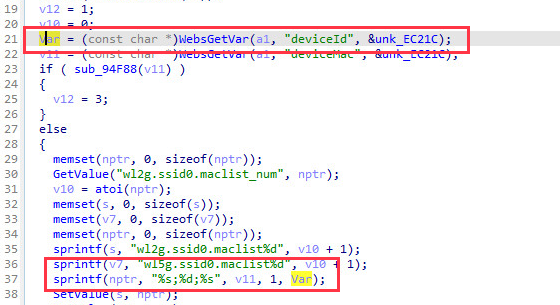 19 v12 = 1;
20 v10 = 0;
21 Var = (const char *)WebsGetVar(a1, "deviceId", &unk_EC21C);
22 v11 = (const char *)WebsGetVar(a1, "deviceMac", &unk_EC21C);
23 if ( sub_94F88(v11) )
24 {
25 v12 = 3;
26 }
27 else
28 {
29 memset(nptr, 0, sizeof(nptr));
30 GetValue("wl2g.ssid0.maclist_num", nptr);
31 v10 = atoi(nptr);
32 memset(s, 0, sizeof(s));
33 memset(v7, 0, sizeof(v7));
34 memset(nptr, 0, sizeof(nptr));
35 sprintf(s, "wl2g.ssid0.maclist%d", v10 + 1);
36 sprintf(v7, "wl5g.ssid0.maclist%d", v10 + 1);
37 sprintf(nptr, "%s;%d;%s", v11, 1, Var);
38 SetValue(s, nptr);